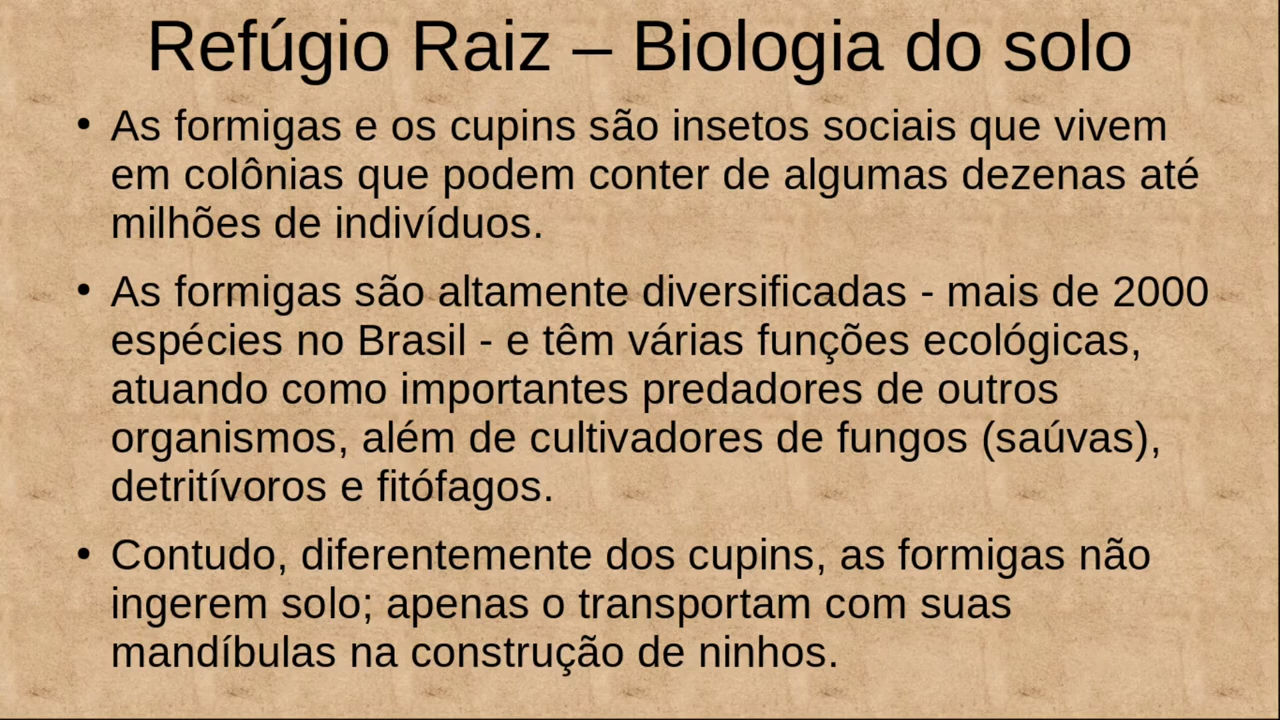 Refúgio Raiz – Biologia do solo
• As formigas e os cupins são insetos sociais que vivem
em colônias que podem conter de algumas dezenas até
milhões de indivíduos.
• As formigas são altamente diversificadas - mais de 2000
espécies no Brasil - e têm várias funções ecológicas,
atuando como importantes predadores de outros
organismos, além de cultivadores de fungos (saúvas),
detritívoros e fitófagos.
• Contudo, diferentemente dos cupins, as formigas não
ingerem solo; apenas o transportam com suas
mandíbulas na construção de ninhos.